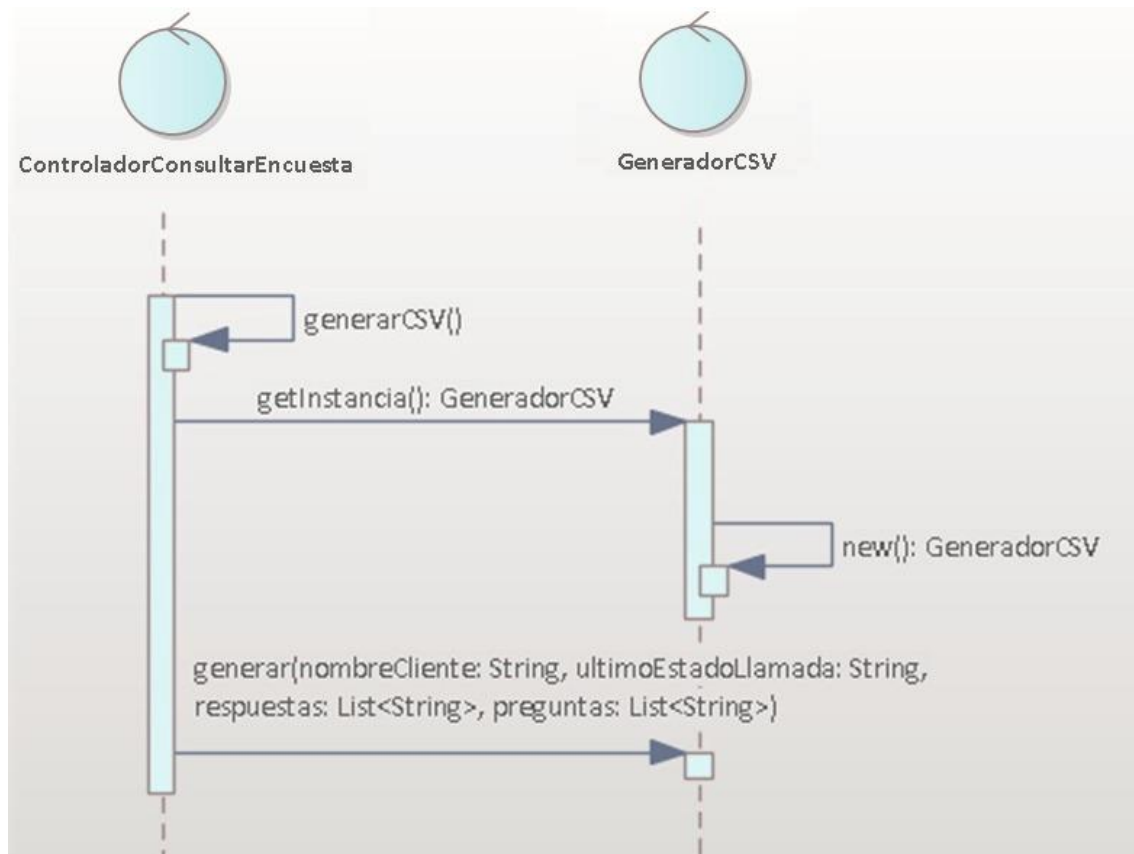 ControladorConsultarEncuesta
GeneradorCSV
generarCSV()
getInstancia(): GeneradorCSV
new(): GeneradorCSV
generar(nombreCliente: String, ultimoEstadoLlamada: String,
respuestas: List<String>, preguntas: List<String>)